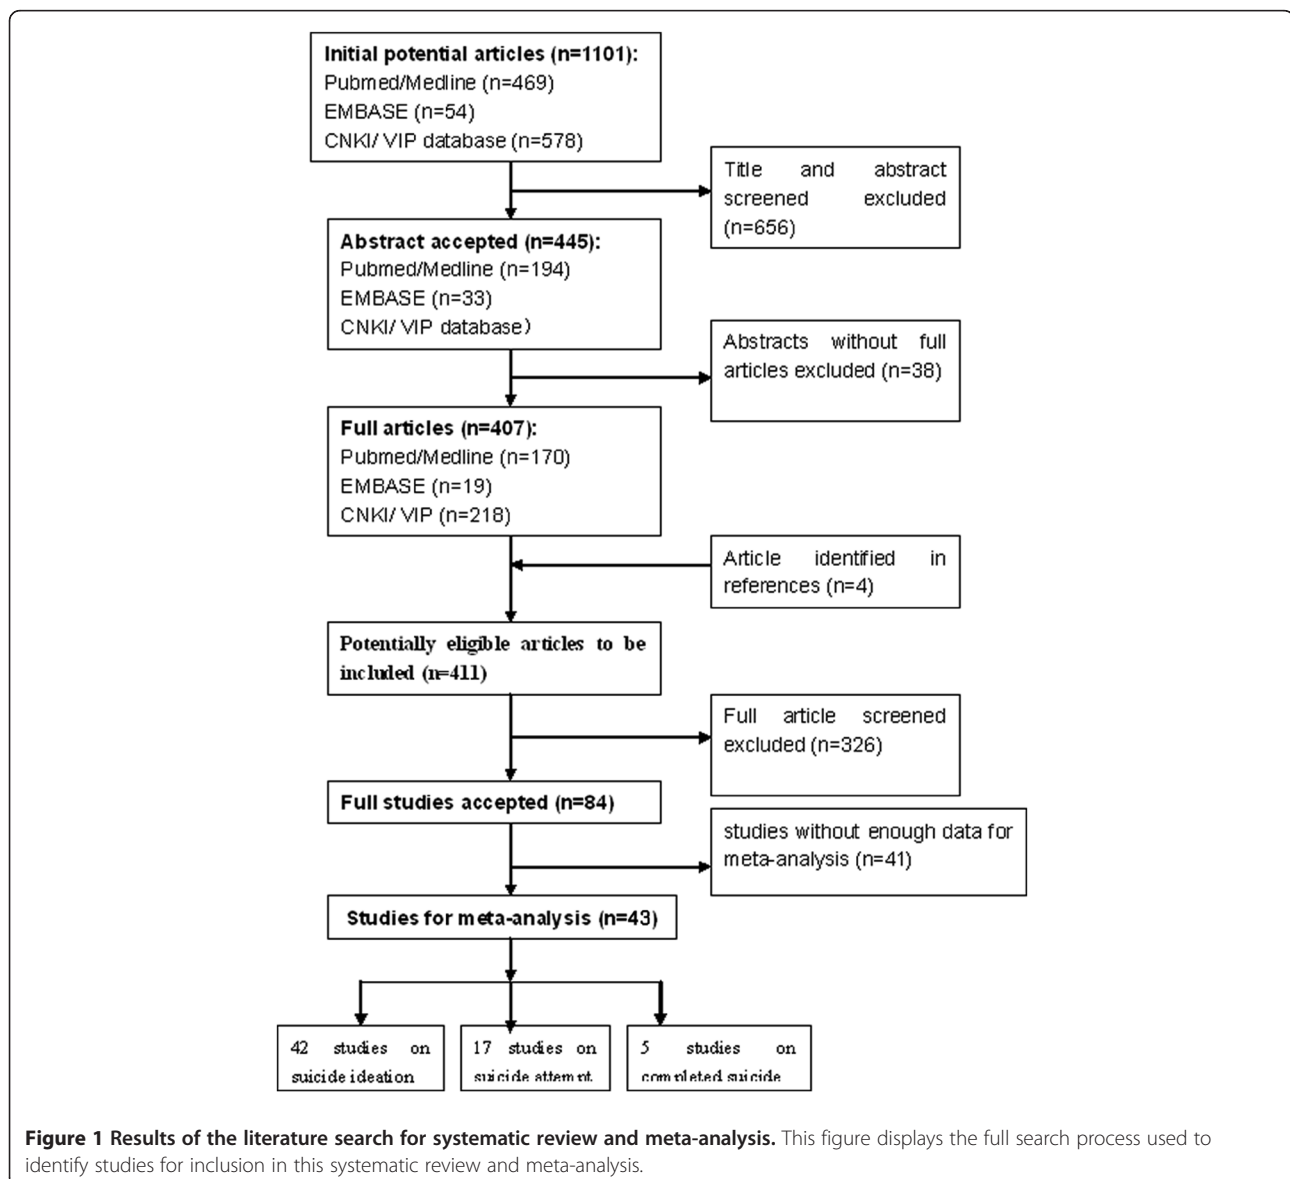 Initial potential articles (n=1101):
Pubmed/Medline (n=469)
EMBASE (n=54)
CNKI/ VIP database (n=578)
Title and abstract
screened excluded
(n=656)
Abstract accepted (n=445):
Pubmed/Medline (n=194)
EMBASE (n=33)
CNKI/ VIP database）
Abstracts without full
articles excluded (n=38)
Full articles (n=407):
Pubmed/Medline (n=170)
EMBASE (n=19)
CNKI/ VIP (n=218)
Article identified in
references (n=4)
Potentially eligible articles to be
included (n=411)
Full article screened
excluded (n=326)
Full studies accepted (n=84)
studies without enough data for
meta-analysis (n=41)
Studies for meta-analysis (n=43)
42 studies on
suicide ideation
17 studies on
suicide attempt
5 studies on
completed suicide
Figure 1 Results of the literature search for systematic review and meta-analysis. This figure displays the full search process used to
identify studies for inclusion in this systematic review and meta-analysis.